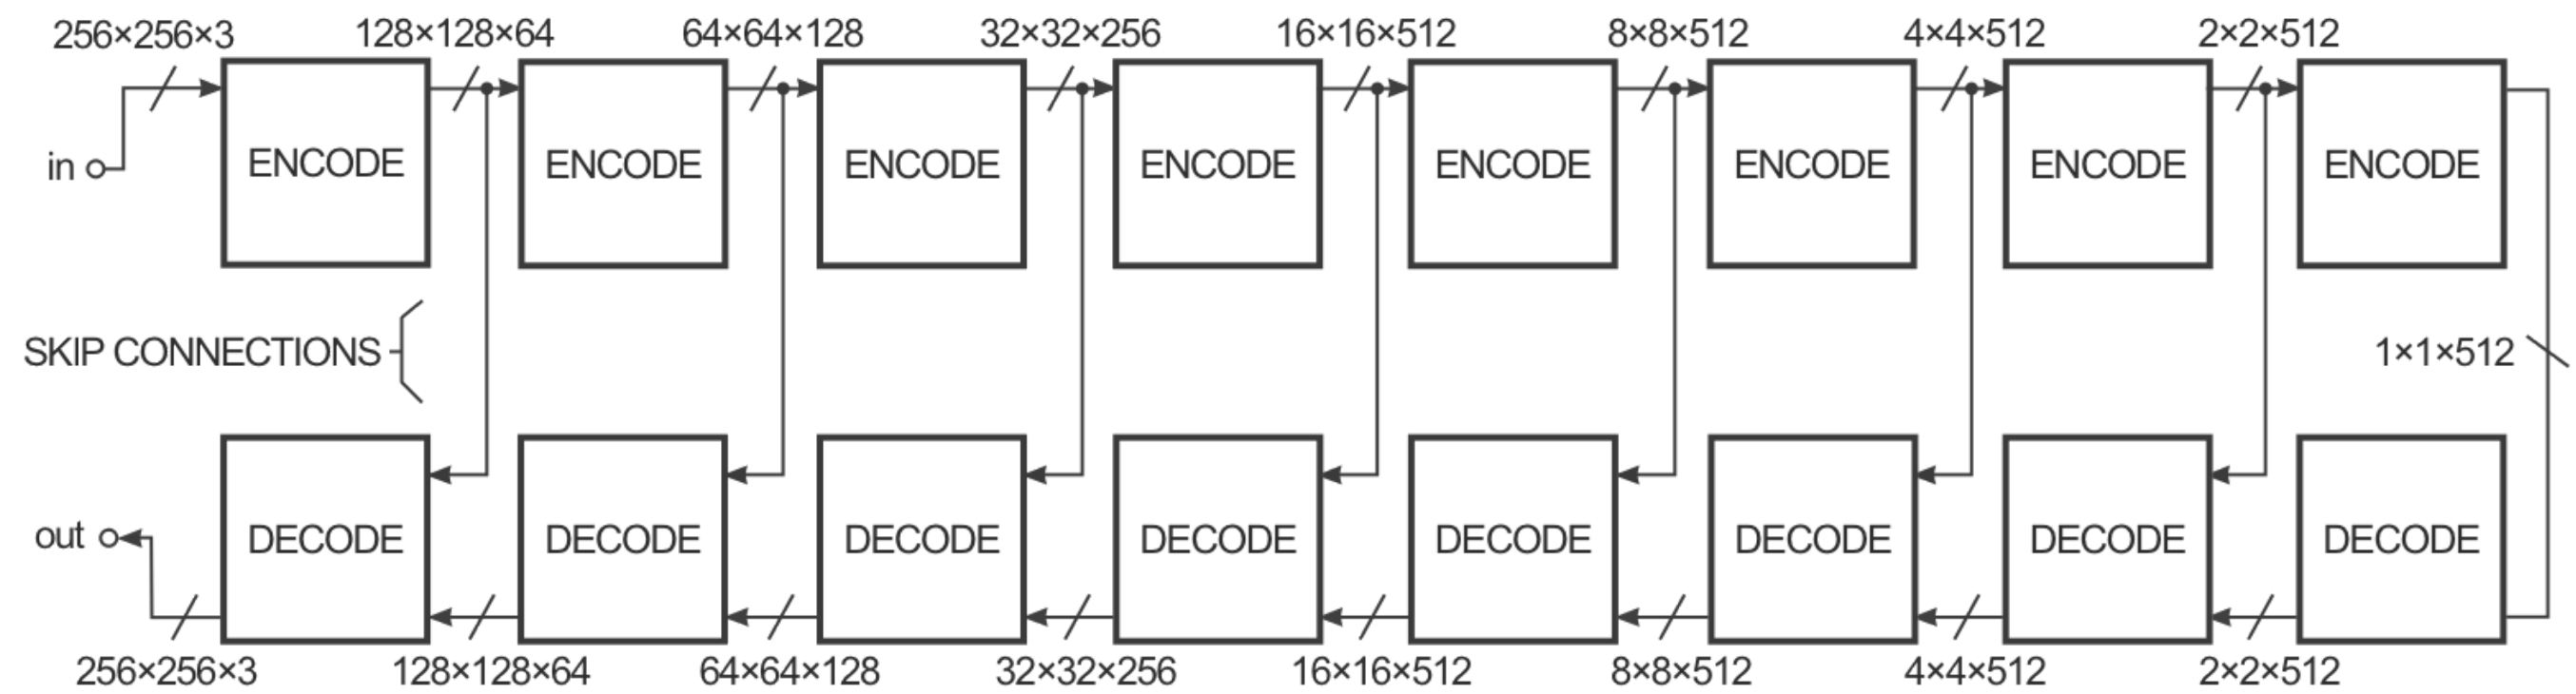 256×256×3 128×128×64 64×64×128 32×32×256 16×16×512 8×8×512 4×4×512 2×2×512
in ENCODE ENCODE ENCODE ENCODE ENCODE ENCODE ENCODE ENCODE
SKIP CONNECTIONS 1×1×512
out DECODE DECODE DECODE DECODE DECODE DECODE DECODE DECODE
256×256×3 128×128×64 64×64×128 32×32×256 16×16×512 8×8×512 4×4×512 2×2×512